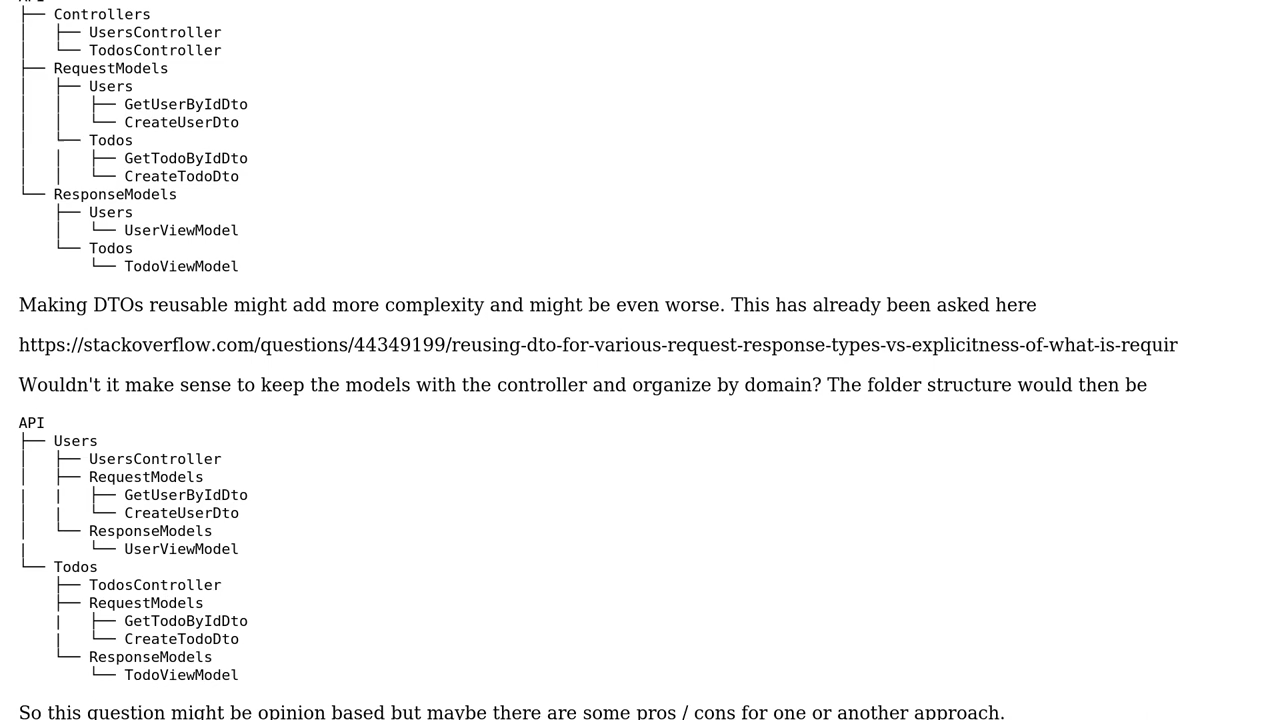 API
├── Controllers
│   ├── UsersController
│   └── TodosController
├── RequestModels
│   ├── Users
│   │   ├── GetUserByIdDto
│   │   └── CreateUserDto
│   └── Todos
│   │   ├── GetTodoByIdDto
│   │   └── CreateTodoDto
└── ResponseModels
    ├── Users
    │   └── UserViewModel
    └── Todos
        └── TodoViewModel
Making DTOs reusable might add more complexity and might be even worse. This has already been asked here
https://stackoverflow.com/questions/44349199/reusing-dto-for-various-request-response-types-vs-explicitness-of-what-is-requir
Wouldn't it make sense to keep the models with the controller and organize by domain? The folder structure would then be
API
├── Users
│   ├── UsersController
│   ├── RequestModels
|   |   ├── GetUserByIdDto
│   |   └── CreateUserDto
│   └── ResponseModels
|       └── UserViewModel
└── Todos
    ├── TodosController
    ├── RequestModels
    |   ├── GetTodoByIdDto
    |   └── CreateTodoDto
    └── ResponseModels
        └── TodoViewModel
So this question might be opinion based but maybe there are some pros / cons for one or another approach.